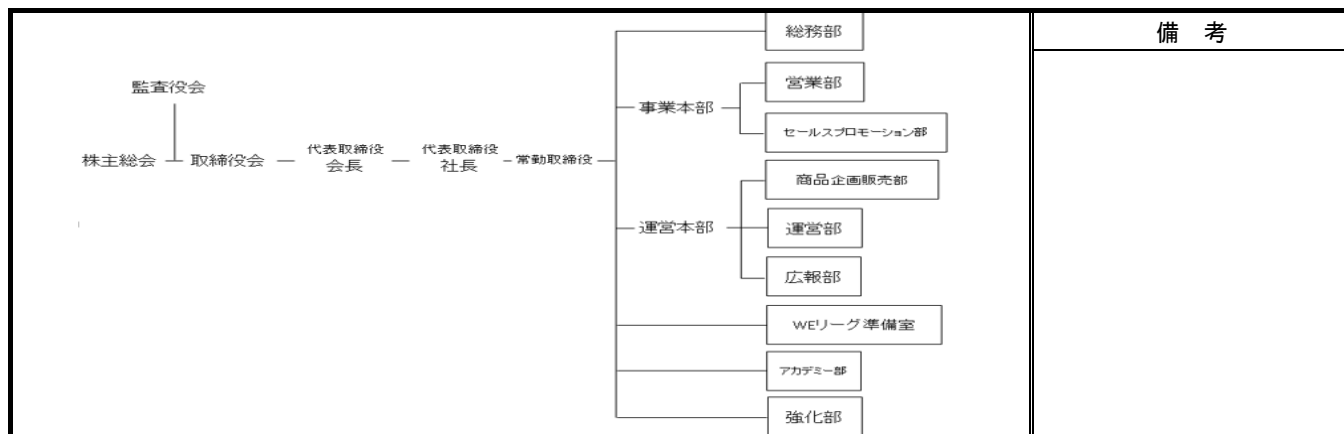 備 考
総務部
監査役会
営業部
事業本部
セールスプロモーション部
株主総会
取締役会
代表取締役
会長
代表取締役
社長
常勤取締役
商品企画販売部
運営本部
運営部
広報部
WEリーグ準備室
アカデミー部
強化部